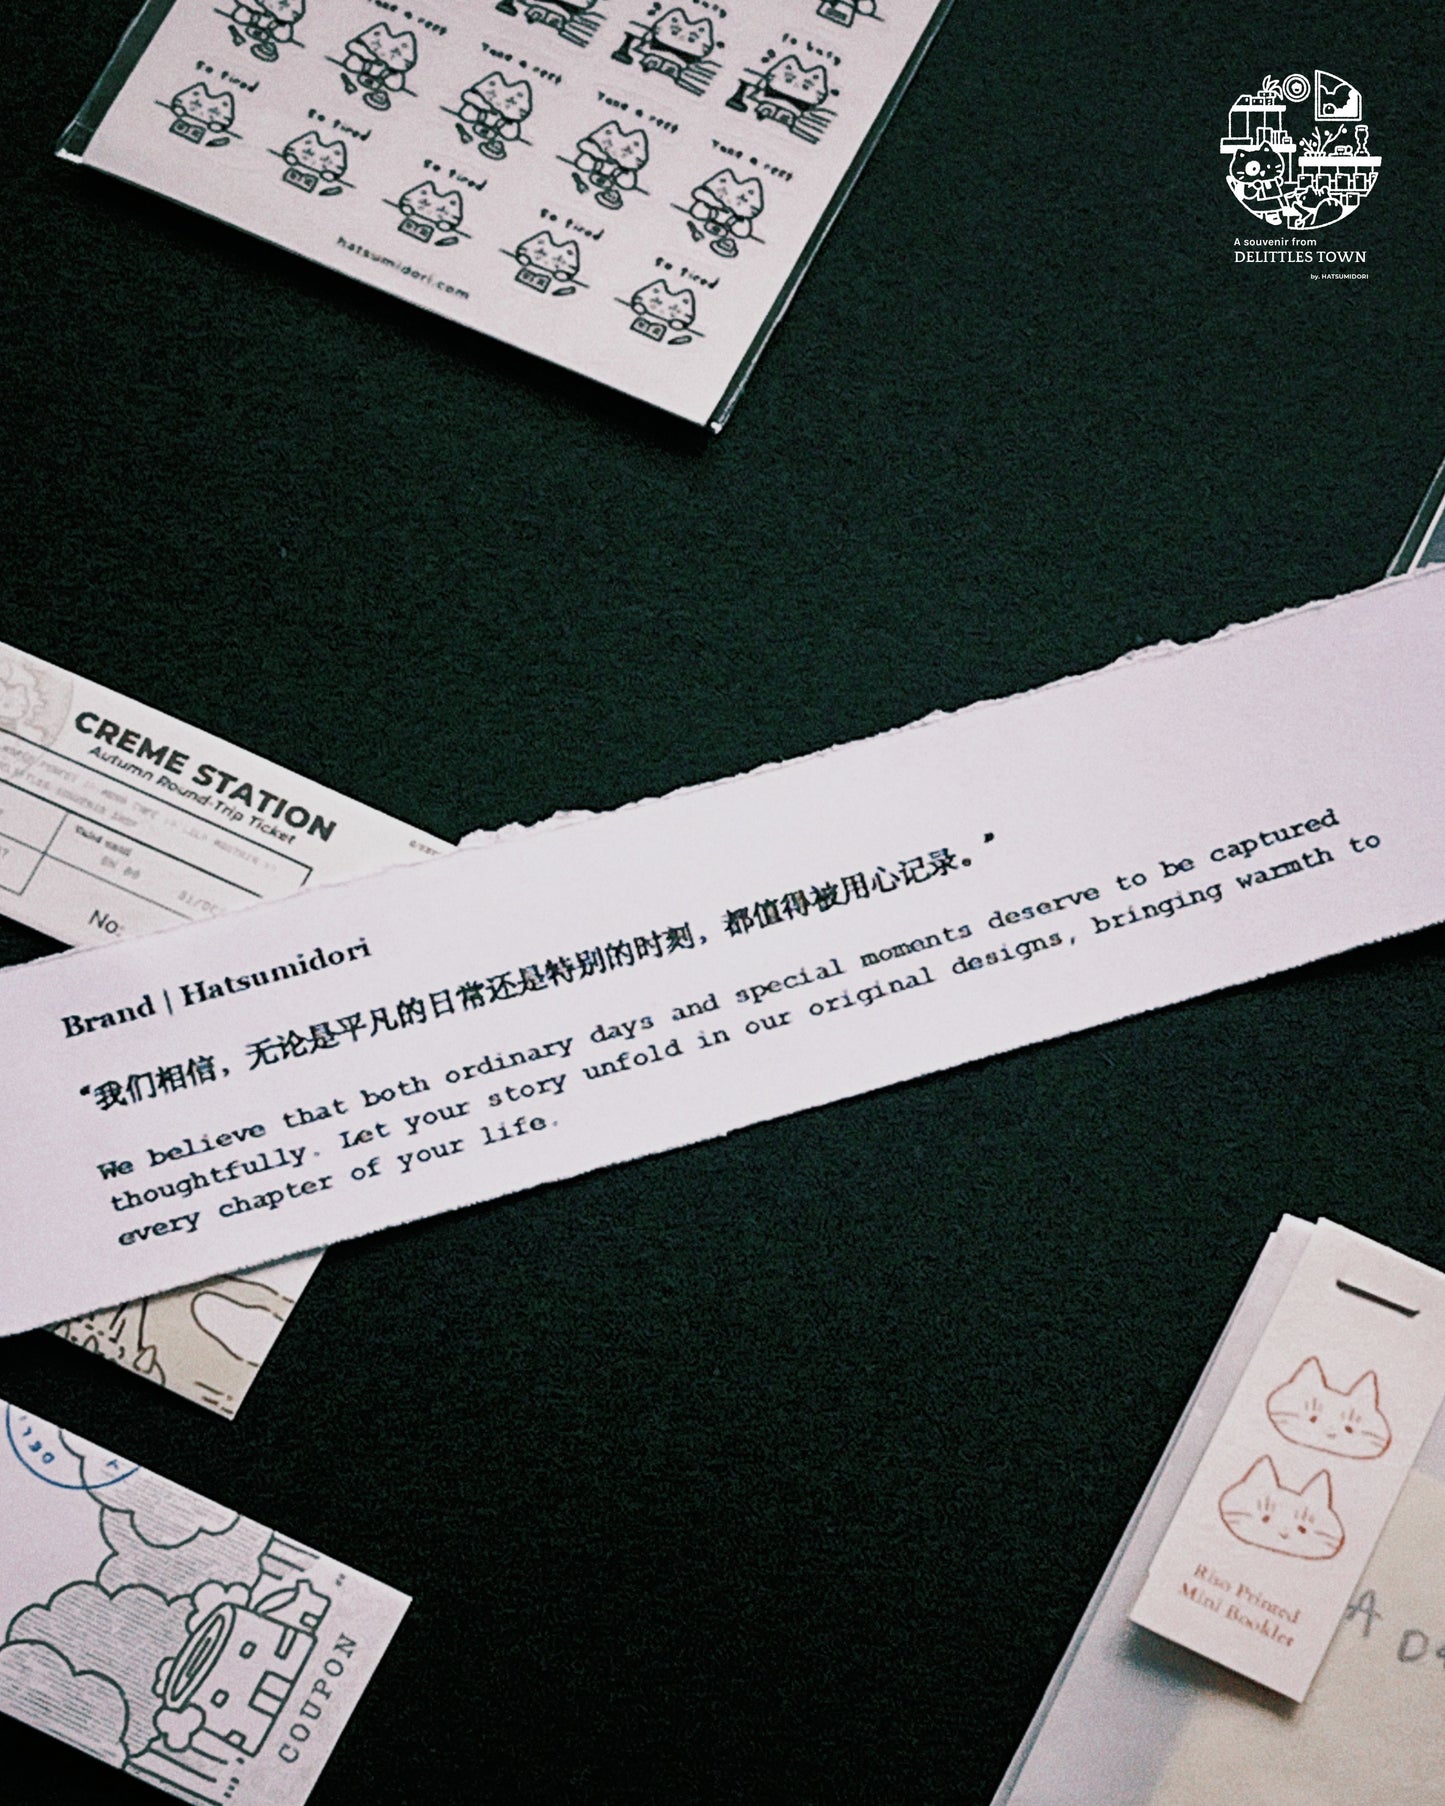 Take a rest
So busy
So busy
So tired
Take a rest
Take a rest
So tired
Take a rest
So tired
So tired
So tired
hatsumidori.com
A souvenir from
DELITTLES TOWN
by. HATSUMIDORI
CREME STATION
Autumn Round-Trip Ticket
No:
Brand | Hatsumidori
“我们相信，无论是平凡的日常还是特别的时刻，都值得被用心记录。”
We believe that both ordinary days and special moments deserve to be captured
thoughtfully. Let your story unfold in our original designs, bringing warmth to
every chapter of your life.
Riso Printed
Mini Booklet
A
COUPON